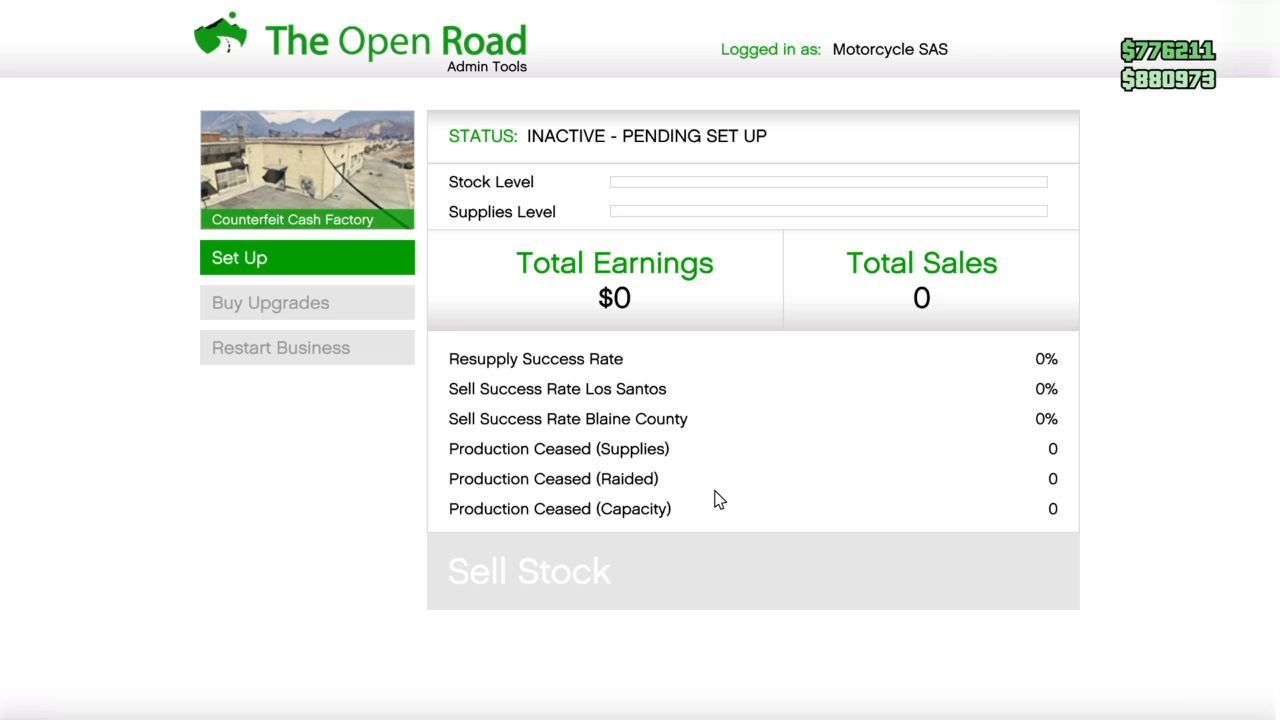 The Open Road
Admin Tools
Logged in as: Motorcycle SAS
$776211
$880973
Counterfeit Cash Factory
Set Up
Buy Upgrades
Restart Business
STATUS: INACTIVE - PENDING SET UP
Stock Level
Supplies Level
Total Earnings
$0
Total Sales
0
Resupply Success Rate 0%
Sell Success Rate Los Santos 0%
Sell Success Rate Blaine County 0%
Production Ceased (Supplies) 0
Production Ceased (Raided) 0
Production Ceased (Capacity) 0
Sell Stock